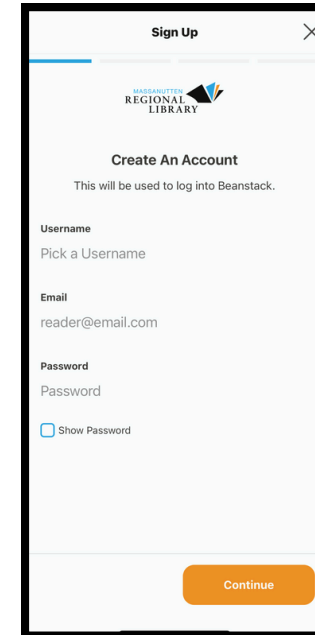 Sign Up
MASSANUTTEN
REGIONAL
LIBRARY
Create An Account
This will be used to log into Beanstack.
Username
Pick a Username
Email
reader@email.com
Password
Password
Show Password
Continue